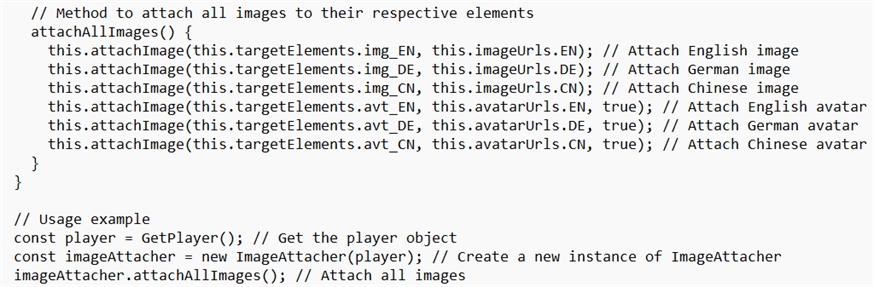 // Method to attach all images to their respective elements
attachAllImages() {
this.attachImage(this.targetElements.img_EN, this.imageUrls.EN); // Attach English image
this.attachImage(this.targetElements.img_DE, this.imageUrls.DE); // Attach German image
this.attachImage(this.targetElements.img_CN, this.imageUrls.CN); // Attach Chinese image
this.attachImage(this.targetElements.avt_EN, this.avatarUrls.EN, true); // Attach English avatar
this.attachImage(this.targetElements.avt_DE, this.avatarUrls.DE, true); // Attach German avatar
this.attachImage(this.targetElements.avt_CN, this.avatarUrls.CN, true); // Attach Chinese avatar
}
}
// Usage example
const player = GetPlayer(); // Get the player object
const imageAttacher = new ImageAttacher(player); // Create a new instance of ImageAttacher
imageAttacher.attachAllImages(); // Attach all images